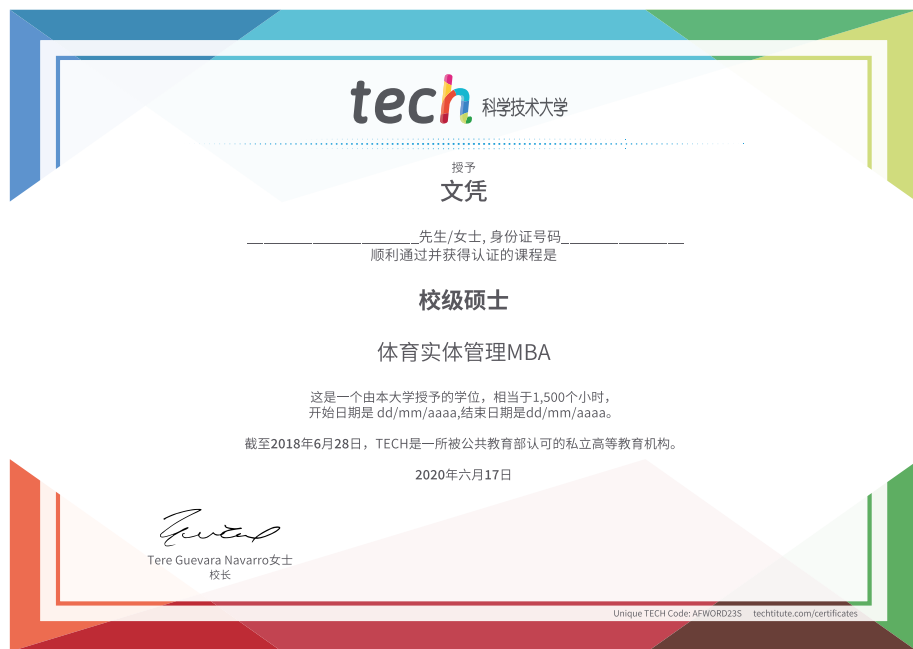 tech 科学技术大学
授予
文凭
______________________先生/女士, 身份证号码________________
顺利通过并获得认证的课程是
校级硕士
体育实体管理MBA
这是一个由本大学授予的学位，相当于1,500个小时，
开始日期是 dd/mm/aaaa,结束日期是dd/mm/aaaa。
截至2018年6月28日，TECH是一所被公共教育部认可的私立高等教育机构。
2020年六月17日
Tere Guevara Navarro女士
校长
Unique TECH Code: AFWORD23S techtitute.com/certificates